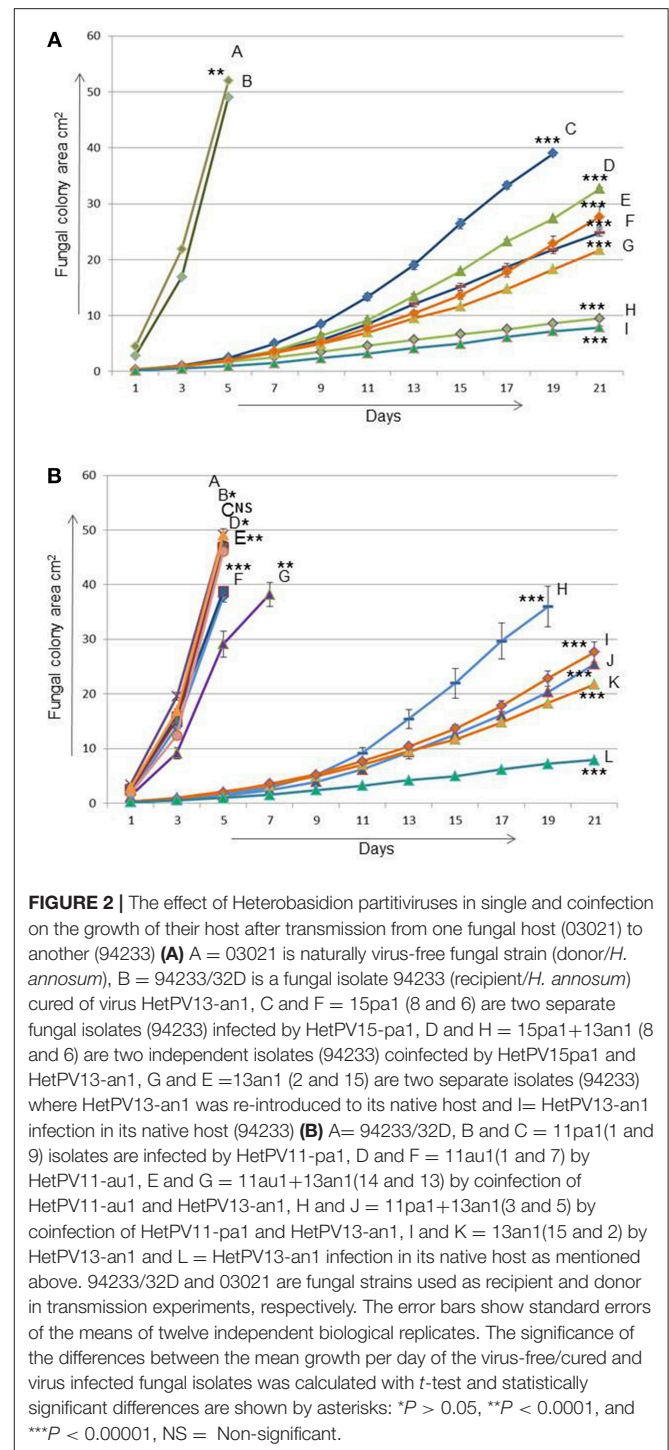 A
60
50
40
30
20
10
0
Fungal colony area cm²
** A
B
*** C
D
***
E
***
F
***
G
***
*** H
I
***
1 3 5 7 9 11 13 15 17 19 21
Days
B
60
50
40
30
20
10
0
Fungal colony area cm²
A
B*
Cᴺˢ
D*
E**
***
F
**
G
*** H
*** I
J
***
K
***
L
***
1 3 5 7 9 11 13 15 17 19 21
Days
FIGURE 2 | The effect of Heterobasidion partitiviruses in single and coinfection
on the growth of their host after transmission from one fungal host (03021) to
another (94233) (A) A = 03021 is naturally virus-free fungal strain (donor/H.
annosum), B = 94233/32D is a fungal isolate 94233 (recipient/H. annosum)
cured of virus HetPV13-an1, C and F = 15pa1 (8 and 6) are two separate
fungal isolates (94233) infected by HetPV15-pa1, D and H = 15pa1+13an1 (8
and 6) are two independent isolates (94233) coinfected by HetPV15pa1 and
HetPV13-an1, G and E =13an1 (2 and 15) are two separate isolates (94233)
where HetPV13-an1 was re-introduced to its native host and I= HetPV13-an1
infection in its native host (94233) (B) A= 94233/32D, B and C = 11pa1(1 and
9) isolates are infected by HetPV11-pa1, D and F = 11au1(1 and 7) by
HetPV11-au1, E and G = 11au1+13an1(14 and 13) by coinfection of
HetPV11-au1 and HetPV13-an1, H and J = 11pa1+13an1(3 and 5) by
coinfection of HetPV11-pa1 and HetPV13-an1, I and K = 13an1(15 and 2) by
HetPV13-an1 and L = HetPV13-an1 infection in its native host as mentioned
above. 94233/32D and 03021 are fungal strains used as recipient and donor
in transmission experiments, respectively. The error bars show standard errors
of the means of twelve independent biological replicates. The significance of
the differences between the mean growth per day of the virus-free/cured and
virus infected fungal isolates was calculated with t-test and statistically
significant differences are shown by asterisks: *P > 0.05, **P < 0.0001, and
***P < 0.00001, NS = Non-significant.